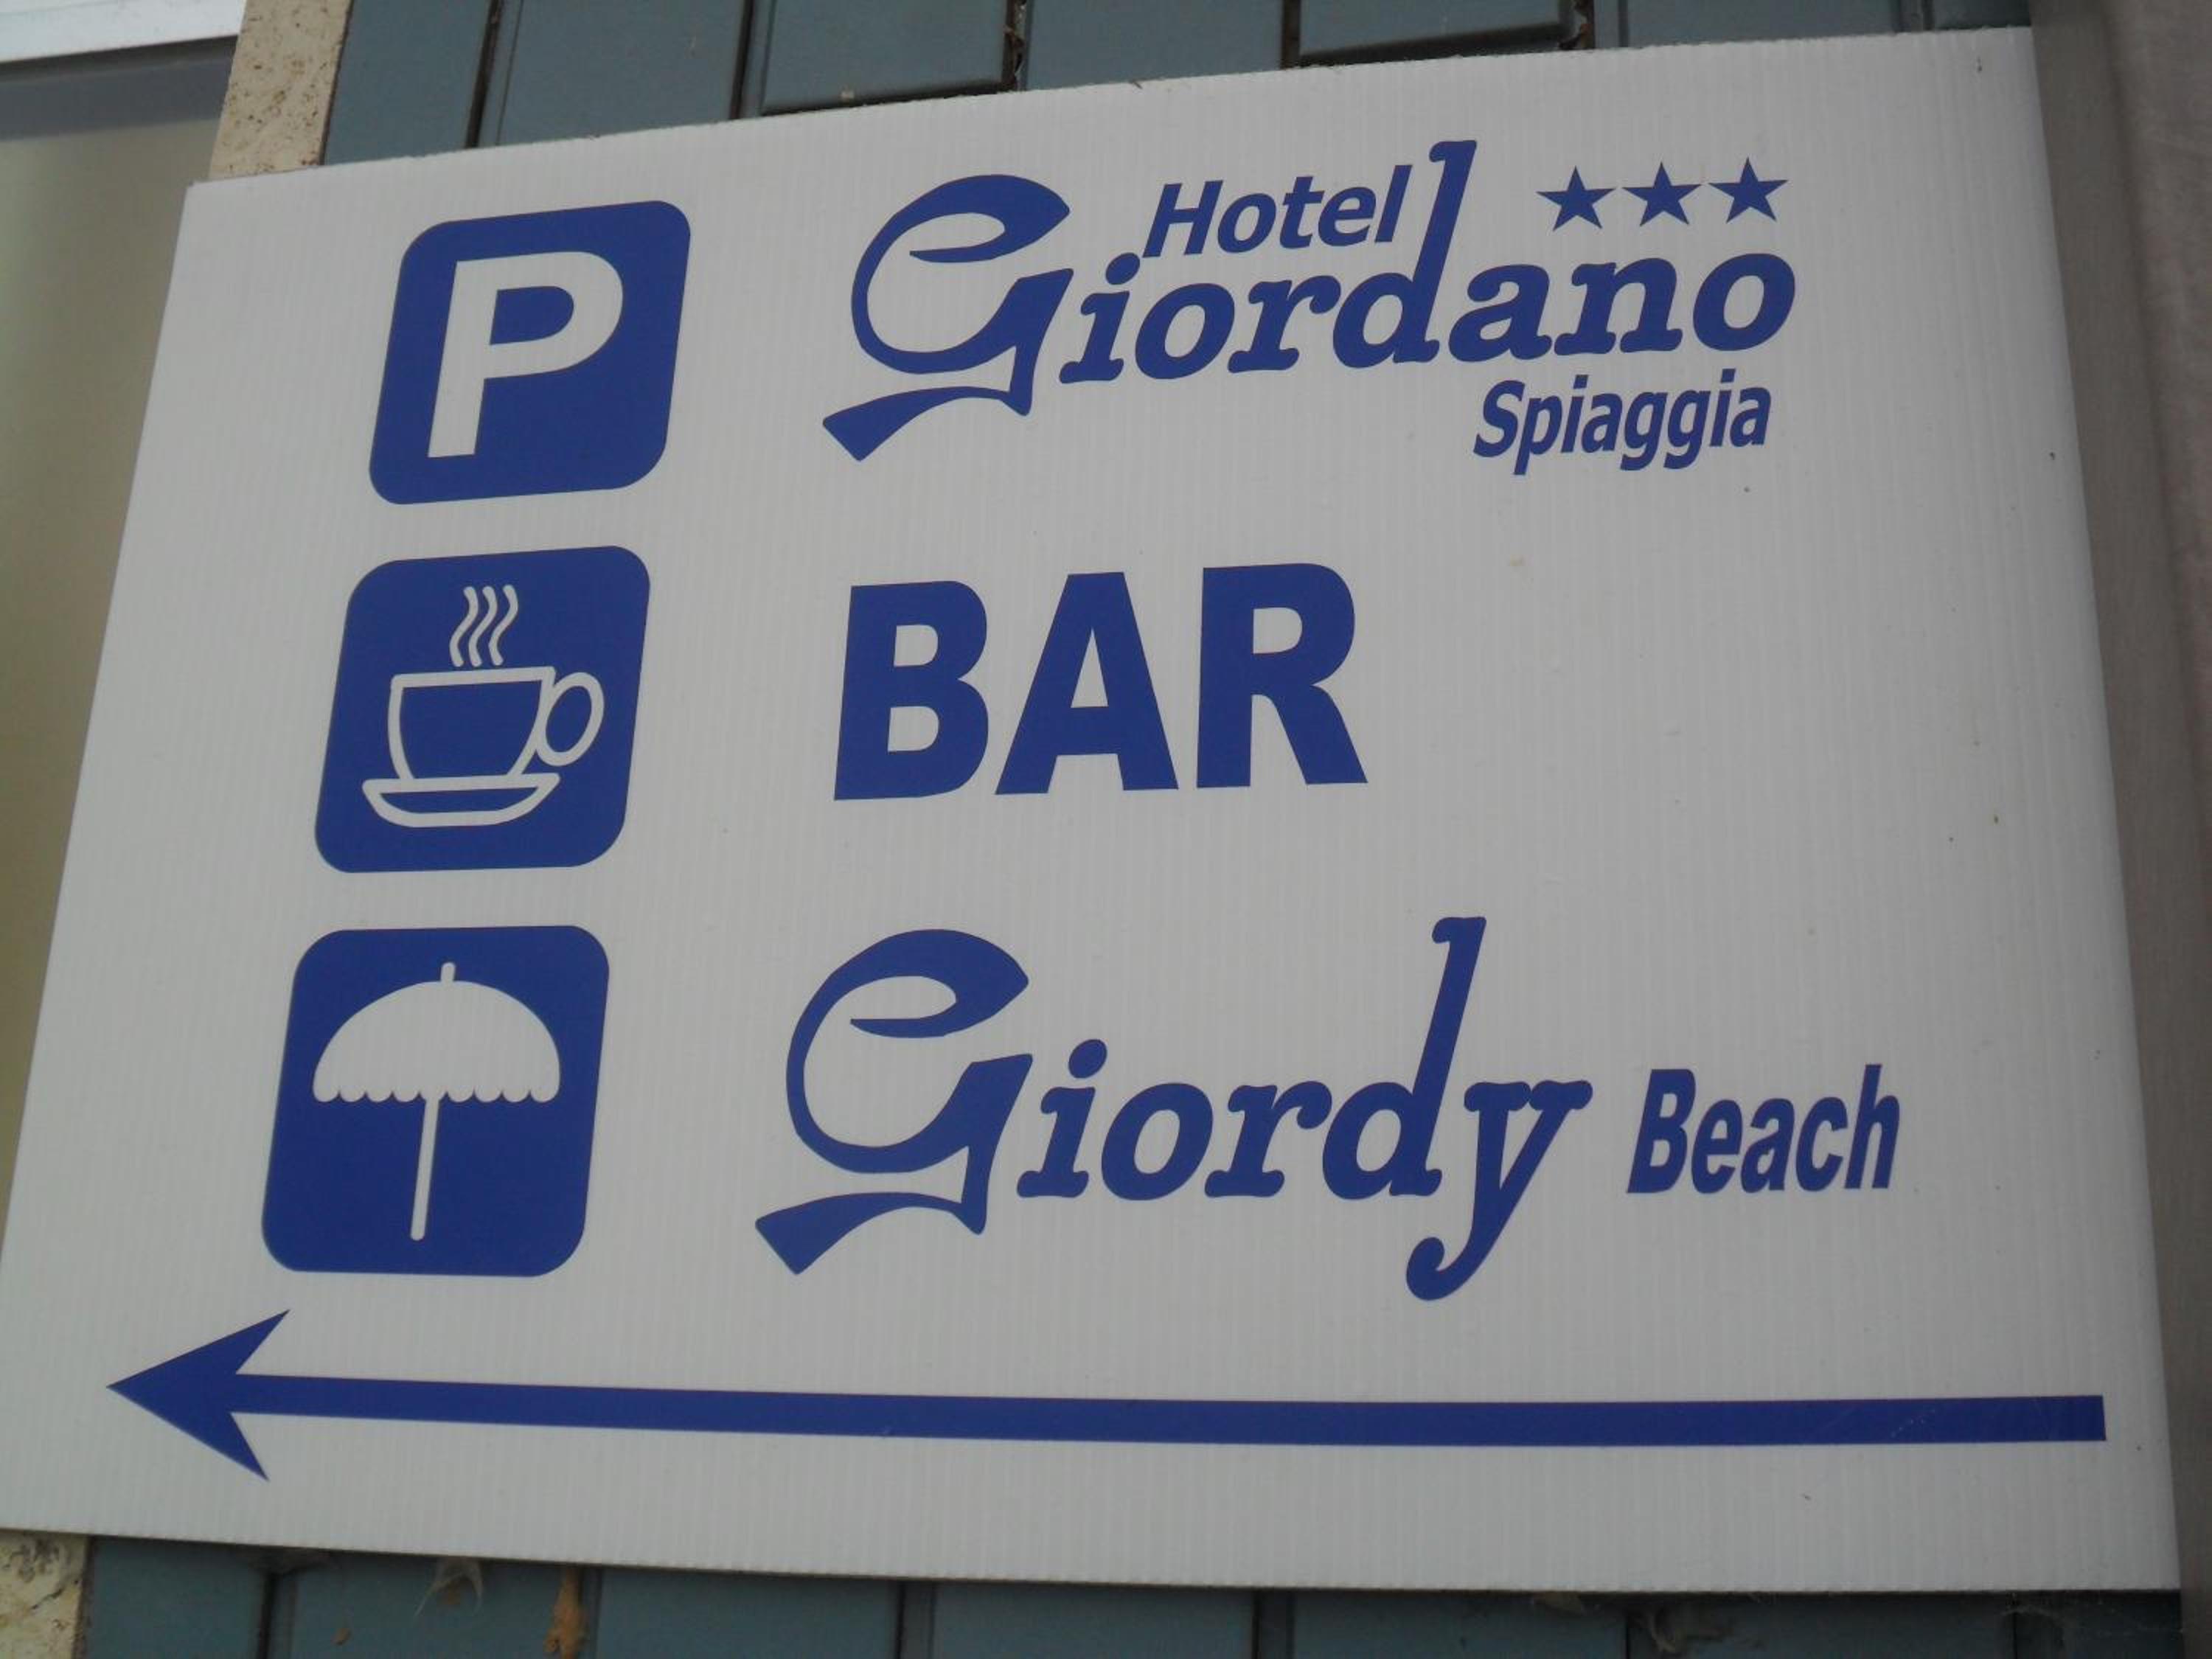 P
Hotel ★★★
Giordano
Spiaggia
BAR
Giordy Beach